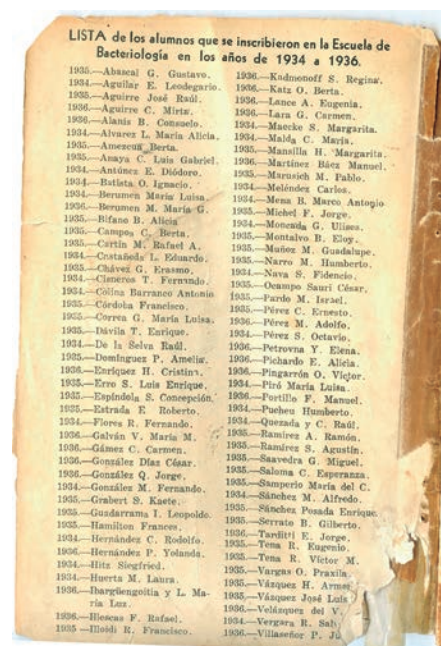 LISTA de los alumnos que se inscribieron en la Escuela de
Bacteriología en los años de 1934 a 1936.
1935.—Abascal G. Gustavo.
1934.—Aguilar E. Leodegario.
1935.—Aguirre José Raúl.
1936.—Aguirre C. Mirta.
1936.—Alanís B. Consuelo.
1934.—Alvarez L. María Alicia.
1935.—Amezcua Berta.
1935.—Anaya C. Luis Gabriel.
1934.—Antúnez E. Diódoro.
1934.—Batista O. Ignacio.
1934.—Berumen María Luisa.
1936.—Berumen M. María G.
1935.—Bifano B. Alicia
1935.—Campos C. Berta.
1935.—Cartín M. Rafael A.
1934.—Castañeda L. Eduardo.
1935.—Chávez G. Erasmo.
1934.—Cisneros T. Fernando.
1934.—Colina Barranco Antonio
1935.—Córdoba Francisco.
1935.—Correa G. María Luisa.
1935.—Dávila T. Enrique.
1934.—De la Selva Raúl.
1935.—Domínguez P. Amelia.
1936.—Enríquez H. Cristina.
1935.—Erro S. Luis Enrique.
1935.—Espíndola S. Concepción.
1935.—Estrada E Roberto.
1934.—Flores R. Fernando.
1936.—Galván V. María M.
1936.—Gámez C. Carmen.
1936.—González Díaz César.
1936.—González Q. Jorge.
1934.—González M. Fernando.
1935.—Grabert S. Kaete.
1935.—Guadarrama I. Leopoldo.
1935.—Hamilton Frances.
1934.—Hernández C. Rodolfo.
1936.—Hernández P. Yolanda.
1934.—Hitz Siegfried.
1934.—Huerta M. Laura.
1936.—Ibargüengoitia y L. Ma-
ría Luz.
1936.—Illescas F. Rafael.
1935.—Illoldi R. Francisco.
1936.—Kadmonoff S. Regina.
1936.—Katz O. Berta.
1936.—Lance A. Eugenia.
1936.—Lara G. Carmen.
1934.—Maecke S. Margarita.
1934.—Malda C. María.
1935.—Mansilla H. Margarita.
1936.—Martínez Báez Manuel.
1935.—Marusich M. Pablo.
1934.—Meléndez Carlos.
1934.—Mena B. Marco Antonio
1935.—Michel F. Jorge.
1934.—Moncada G. Ulises.
1935.—Montalvo B. Eloy.
1935.—Muñoz M. Guadalupe.
1935.—Narro M. Humberto.
1934.—Nava S. Fidencio.
1935.—Ocampo Saurí César.
1935.—Pardo M. Israel.
1935.—Pérez C. Ernesto.
1936.—Pérez M. Adolfo.
1934.—Pérez S. Octavio.
1936.—Petrovna Y. Elena.
1936.—Pichardo E. Alicia.
1936.—Pingarrón O. Víctor.
1934.—Piró María Luisa.
1936.—Portillo F. Manuel.
1934.—Pucheu Humberto.
1934.—Quezada y C. Raúl.
1935.—Ramírez A. Ramón.
1935.—Ramírez S. Agustín.
1935.—Saavedra G. Miguel.
1935.—Saloma C. Esperanza.
1935.—Samperio María del C.
1934.—Sánchez M. Alfredo.
1935.—Sánchez Posada Enrique.
1935.—Serrato B. Gilberto.
1936.—Tarditti E. Jorge.
1935.—Tena R. Eugenio.
1935.—Tena R. Víctor M.
1935.—Vargas O. Praxila.
1935.—Vázquez H.
1935.—Vázquez José Luis
1936.—Velázquez del V.
1934.—Vergara R.
1936.—Villaseñor P.